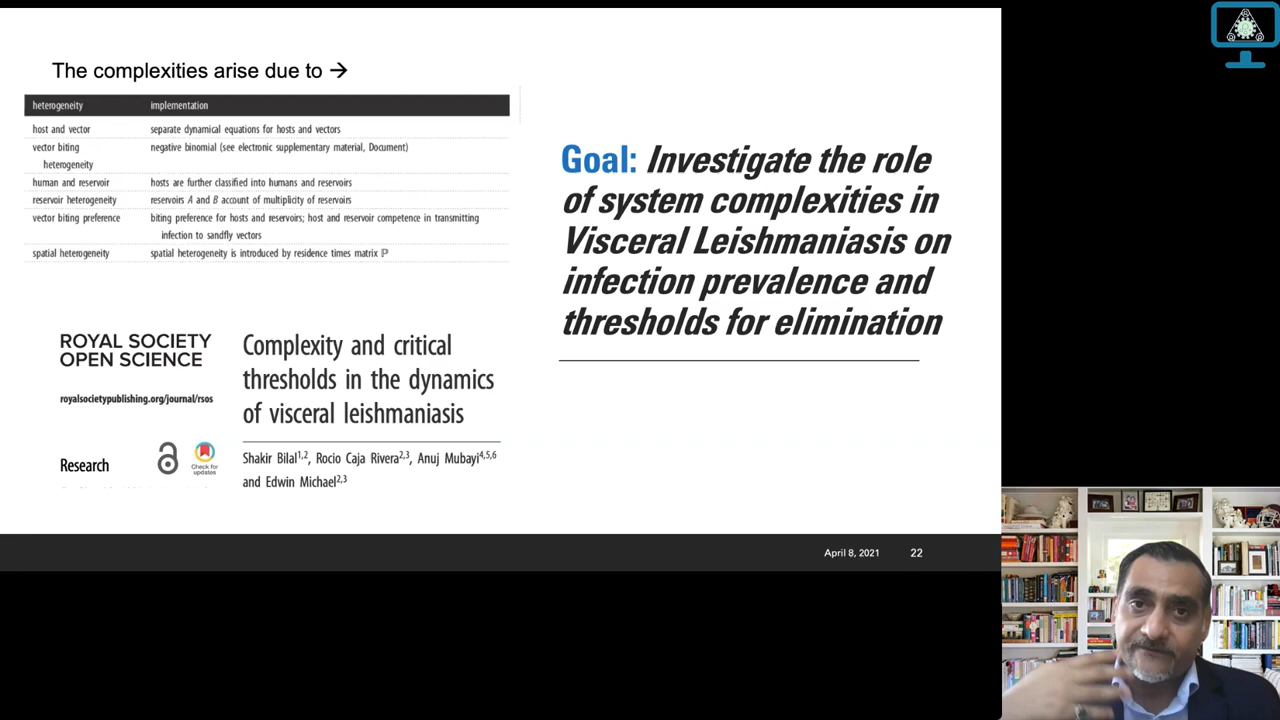 The complexities arise due to →
heterogeneity implementation
host and vector separate dynamical equations for hosts and vectors
vector biting negative binomial (see electronic supplementary material, Document)
heterogeneity
human and reservoir hosts are further classified into humans and reservoirs
reservoir heterogeneity reservoirs A and B account of multiplicity of reservoirs
vector biting preference biting preference for hosts and reservoirs; host and reservoir competence in transmitting
infection to sandfly vectors
spatial heterogeneity spatial heterogeneity is introduced by residence times matrix ℙ
Goal: Investigate the role
of system complexities in
Visceral Leishmaniasis on
infection prevalence and
thresholds for elimination
ROYAL SOCIETY
OPEN SCIENCE
royalsocietypublishing.org/journal/rsos
Research
Check for
updates
Complexity and critical
thresholds in the dynamics
of visceral leishmaniasis
Shakir Bilal1,2, Rocio Caja Rivera2,3, Anuj Mubayi4,5,6
and Edwin Michael2,3
April 8, 2021 22